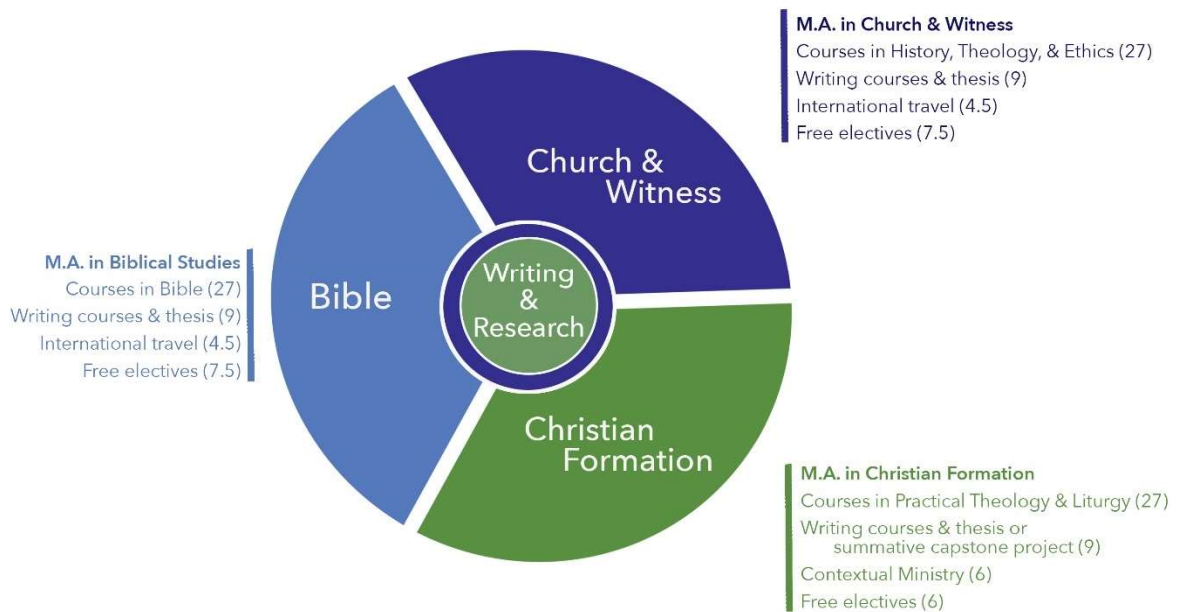 M.A. in Church & Witness
Courses in History, Theology, & Ethics (27)
Writing courses & thesis (9)
International travel (4.5)
Free electives (7.5)
Church &
Witness
M.A. in Biblical Studies
Courses in Bible (27)
Writing courses & thesis (9)
International travel (4.5)
Free electives (7.5)
Bible
Writing
&
Research
Christian
Formation
M.A. in Christian Formation
Courses in Practical Theology & Liturgy (27)
Writing courses & thesis or
summative capstone project (9)
Contextual Ministry (6)
Free electives (6)